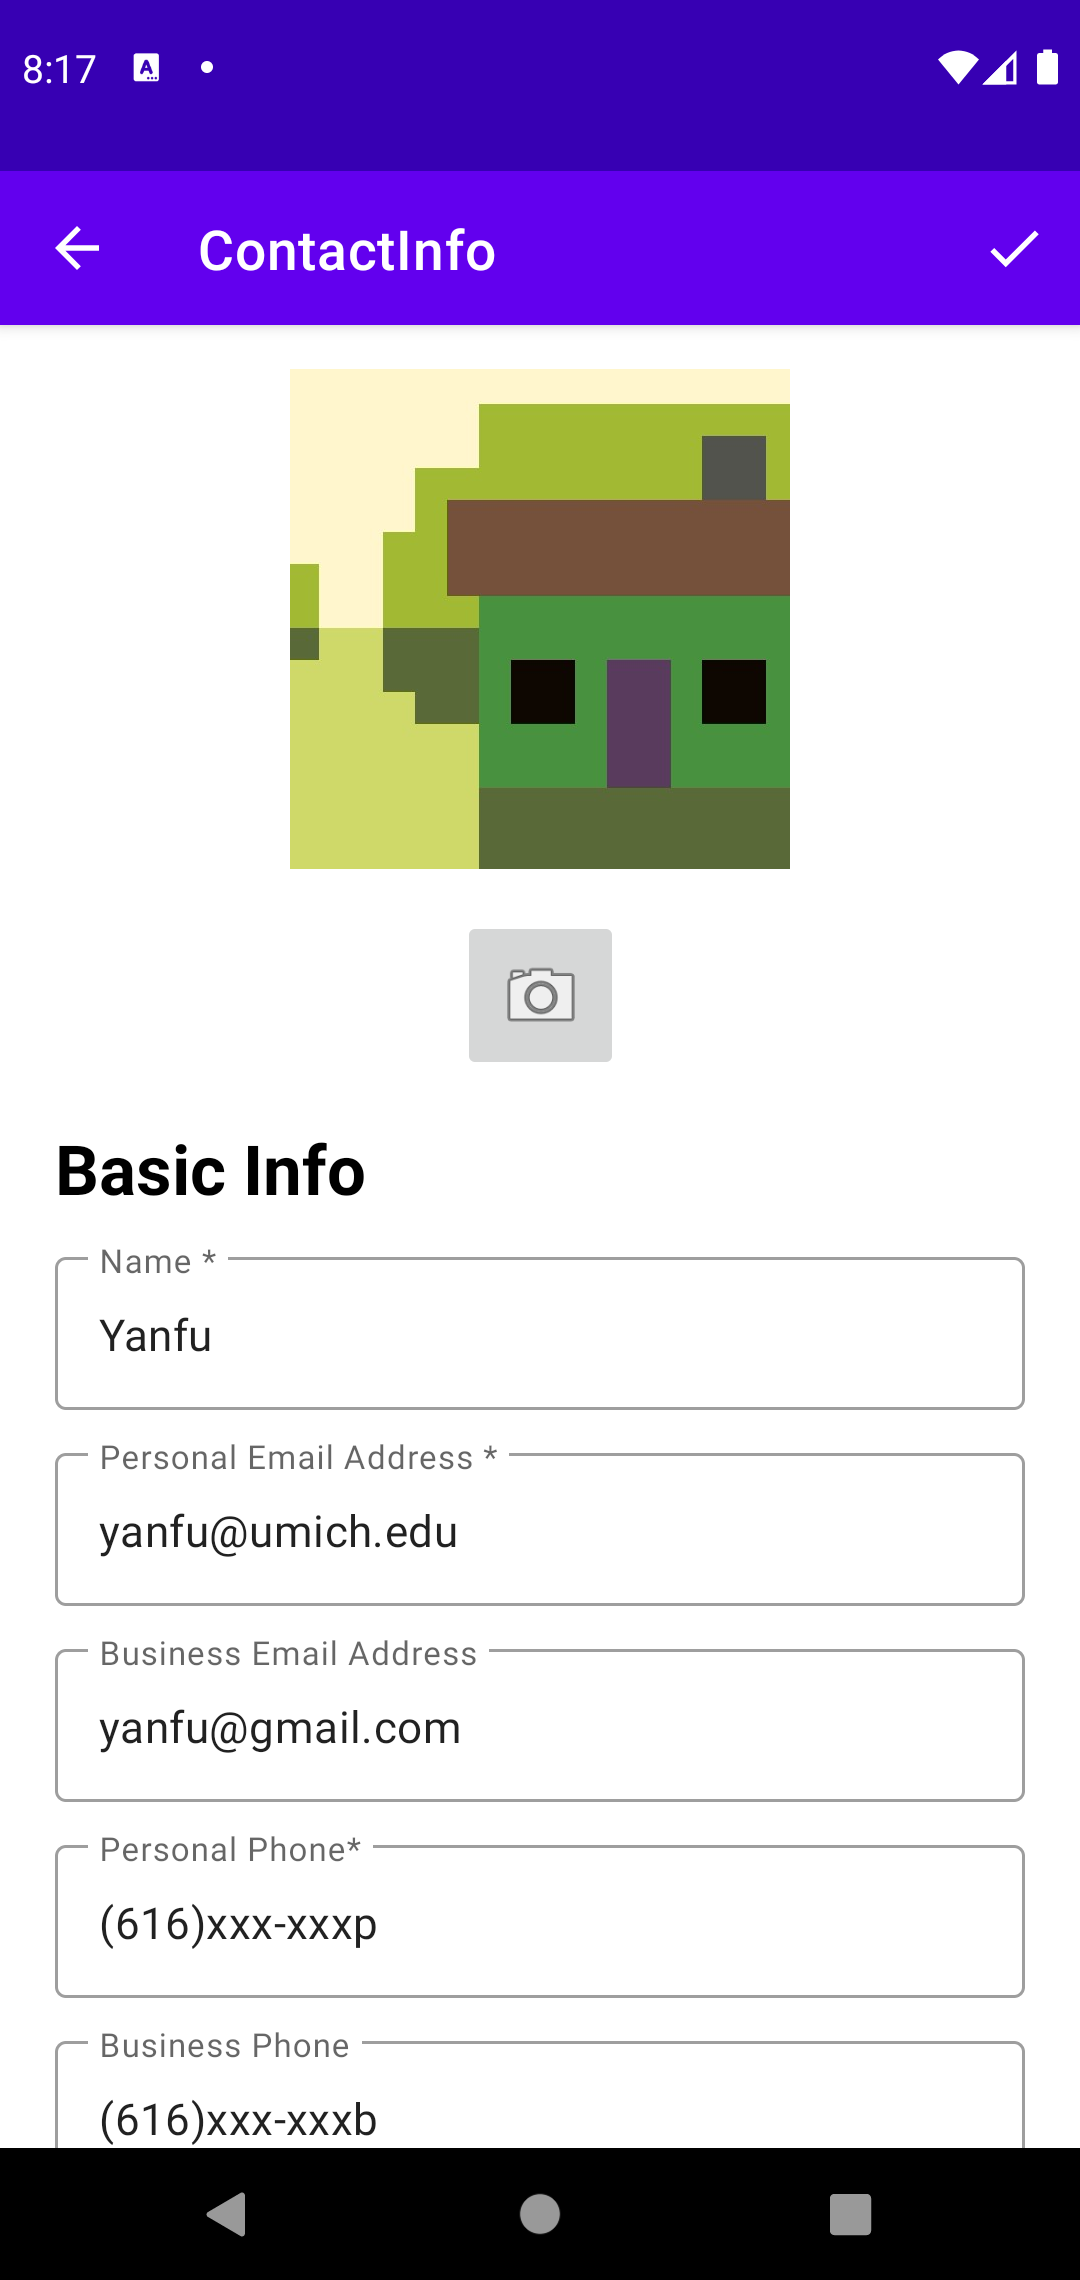 8:17
ContactInfo
Basic Info
Name *
Yanfu
Personal Email Address *
yanfu@umich.edu
Business Email Address
yanfu@gmail.com
Personal Phone*
(616)xxx-xxxp
Business Phone
(616)xxx-xxxb